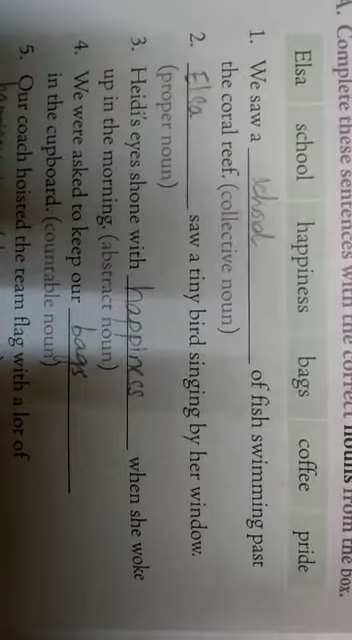 A. Complete these sentences with the correct nouns from the box.
Elsa school happiness bags coffee pride
1. We saw a school of fish swimming past
the coral reef. (collective noun)
2. Elsa saw a tiny bird singing by her window.
(proper noun)
3. Heidi's eyes shone with happiness when she woke
up in the morning. (abstract noun)
4. We were asked to keep our bags
in the cupboard. (countable noun)
5. Our coach hoisted the team flag with a lot of